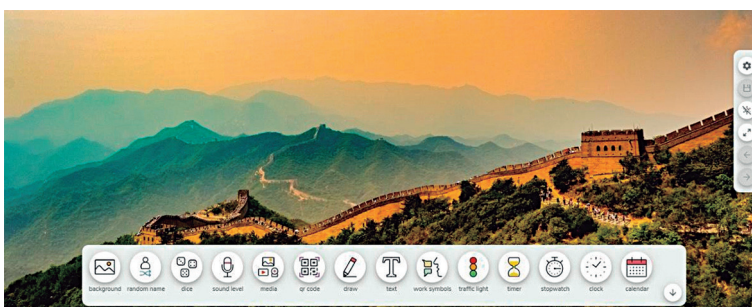 background random name dice sound level media qr code draw text work symbols traffic light timer stopwatch clock calendar